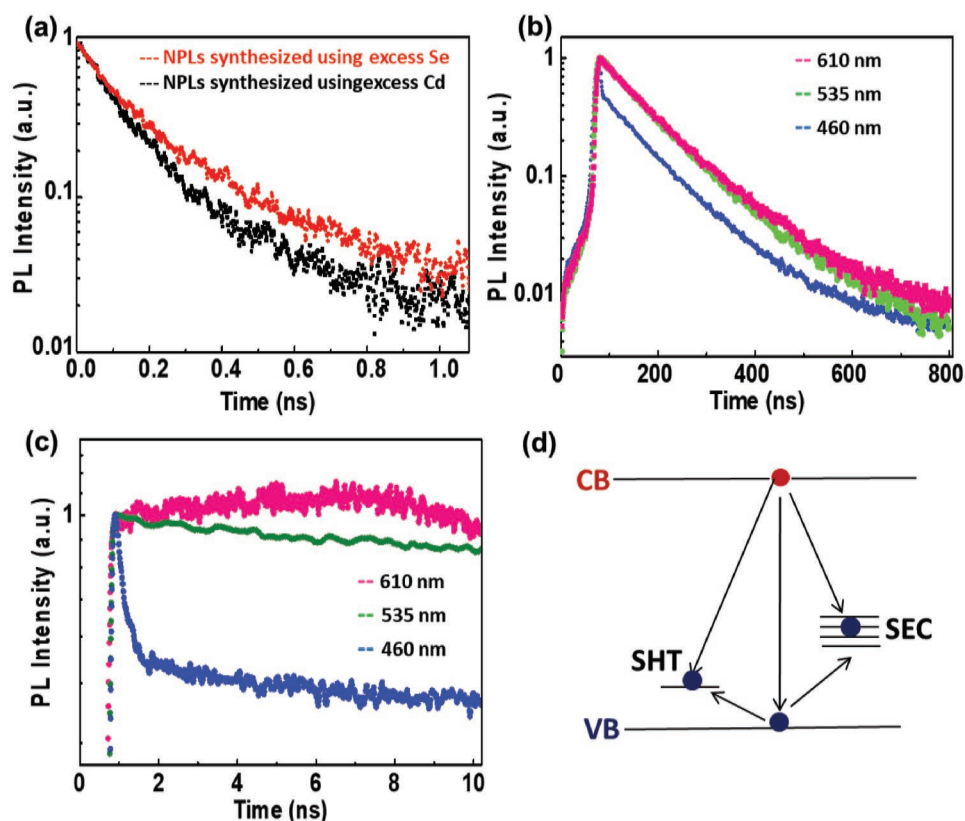 (a)
1
0.1
0.01
PL Intensity (a.u.)
NPLs synthesized using excess Se
NPLs synthesized usingexcess Cd
0.0 0.2 0.4 0.6 0.8 1.0
Time (ns)
(b)
1
0.1
0.01
PL Intensity (a.u.)
610 nm
535 nm
460 nm
0 200 400 600 800
Time (ns)
(c)
1
PL Intensity (a.u.)
610 nm
535 nm
460 nm
0 2 4 6 8 10
Time (ns)
(d)
CB
SEC
SHT
VB